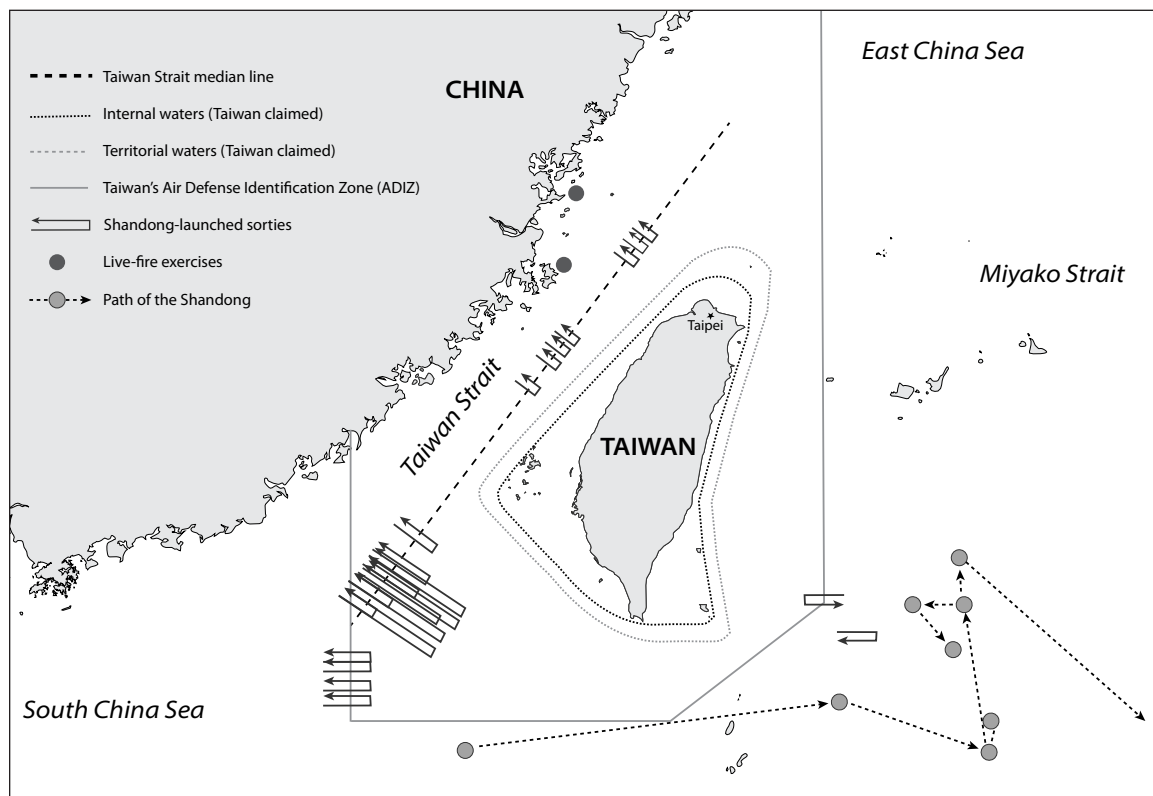 East China Sea
CHINA
Taiwan Strait median line
Internal waters (Taiwan claimed)
Territorial waters (Taiwan claimed)
Taiwan's Air Defense Identification Zone (ADIZ)
Shandong-launched sorties
Live-fire exercises
Path of the Shandong
Miyako Strait
Taipei
Taiwan Strait
TAIWAN
South China Sea